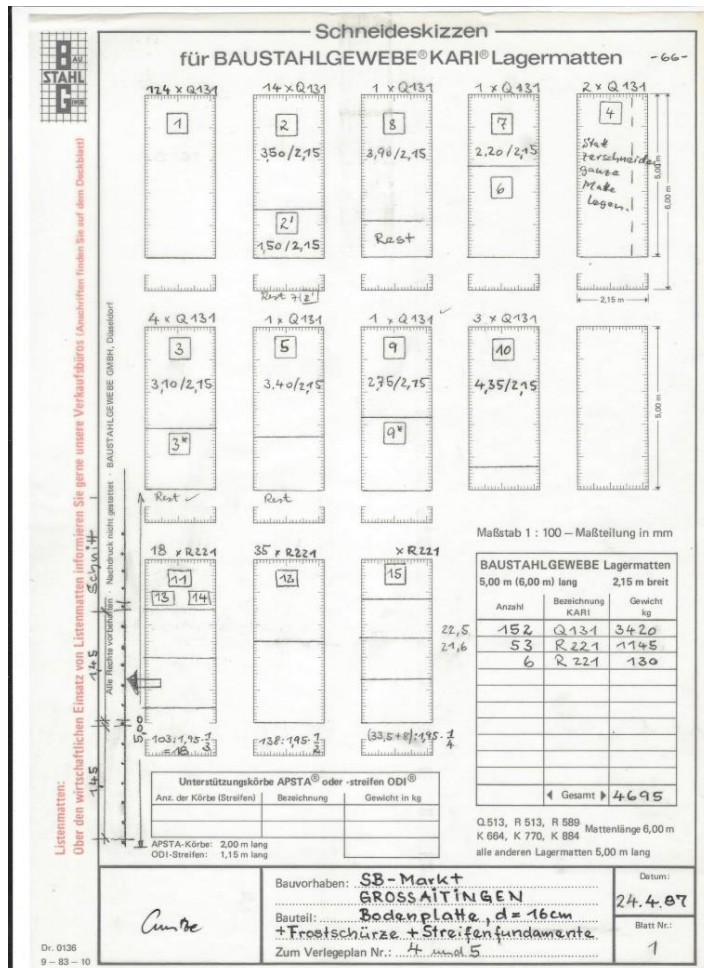 Schneideskizzen
für BAUSTAHLGEWEBE® KARI® Lagermatten -66-
BAU
STAHL
GEWEBE
124 x Q131
14 x Q131
1 x Q131
1 x Q131
2 x Q131
1
2
3,50/2,15
2'
1,50/2,15
Rest 7 2'
8
3,90/2,15
Rest
7
2,20/2,15
6
4
Statt
zerschneiden
ganze
Matte
legen.
5,00 m
6,00 m
2,15 m
4 x Q131
1 x Q131
1 x Q131
3 x Q131
3
3,10/2,15
3*
Rest
5
3.40/2,15
Rest
9
2,75/2,15
9*
10
4,35/2,15
5,00 m
Maßstab 1 : 100 – Maßteilung in mm
18 x R221
35 x R221
x R221
11
13 14
12
15
22,5
21,6
103:1,95·1/3
=18
138:1,95·1/2
(33,5+8):1,95·1/4
Schnitt
145
145
5,00
BAUSTAHLGEWEBE Lagermatten
5,00 m (6,00 m) lang 2,15 m breit
Anzahl Bezeichnung KARI Gewicht kg
152 Q131 3420
53 R221 1145
6 R221 130
Gesamt 4695
Unterstützungskörbe APSTA® oder -streifen ODI®
Anz. der Körbe (Streifen) Bezeichnung Gewicht in kg
APSTA-Körbe: 2,00 m lang
ODI-Streifen: 1,15 m lang
Q 513, R 513, R 589
K 664, K 770, K 884 Mattenlänge 6,00 m
alle anderen Lagermatten 5,00 m lang
Bauvorhaben: SB-Markt
GROSSAITINGEN
Bauteil: Bodenplatte, d = 16cm
+Frostschürze + Streifenfundamente
Zum Verlegeplan Nr.: 4 und 5
Datum:
24.4.87
Blatt Nr.:
1
Dr. 0136
9 – 83 – 10
Listenmatten:
Über den wirtschaftlichen Einsatz von Listenmatten informieren Sie gerne unsere Verkaufsbüros (Anschriften finden Sie auf dem Deckblatt)
Alle Rechte vorbehalten · Nachdruck nicht gestattet · BAUSTAHLGEWEBE GMBH, Düsseldorf